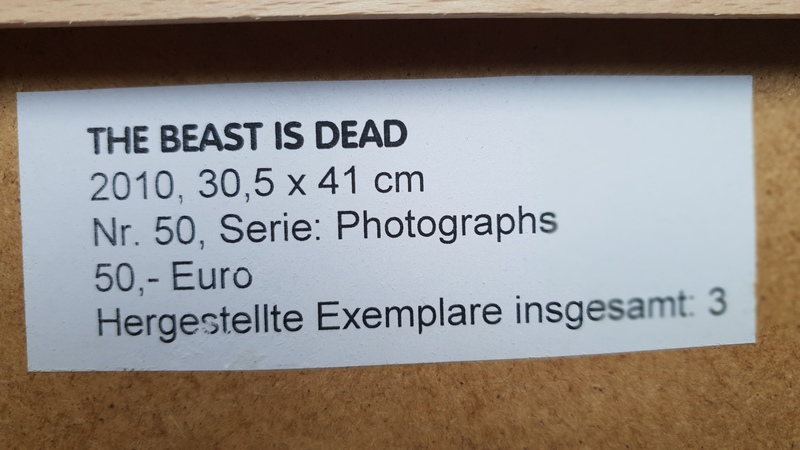 THE BEAST IS DEAD
2010, 30,5 x 41 cm
Nr. 50, Serie: Photographs
50,- Euro
Hergestellte Exemplare insgesamt: 3